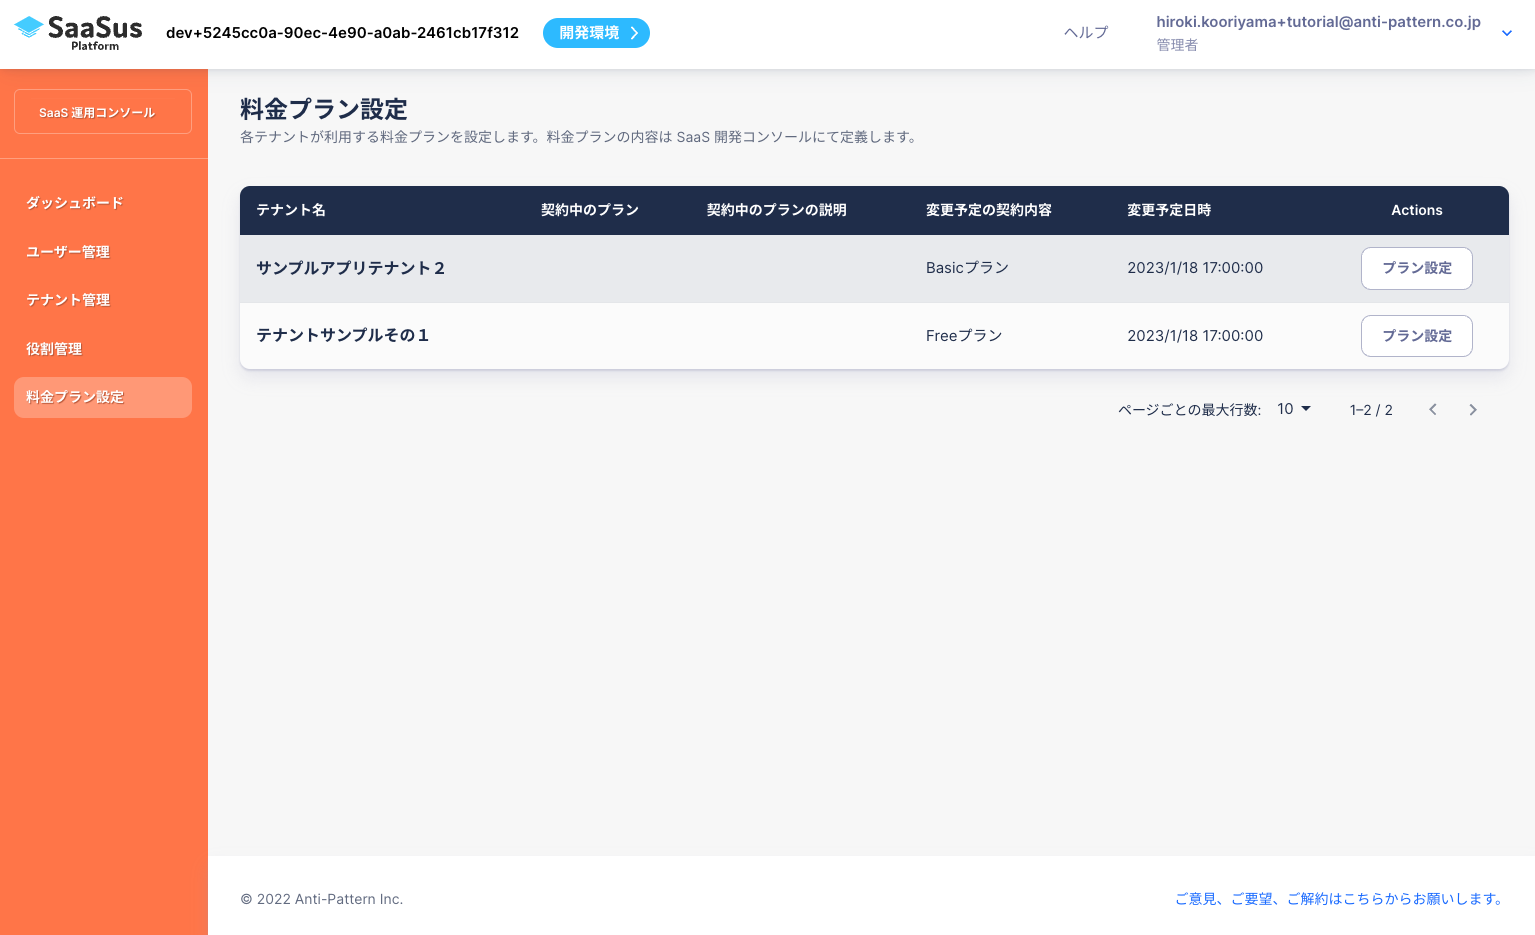 SaaSus
Platform
dev+5245cc0a-90ec-4e90-a0ab-2461cb17f312
開発環境
ヘルプ
hiroki.kooriyama+tutorial@anti-pattern.co.jp
管理者
SaaS 運用コンソール
ダッシュボード
ユーザー管理
テナント管理
役割管理
料金プラン設定
料金プラン設定
各テナントが利用する料金プランを設定します。料金プランの内容は SaaS 開発コンソールにて定義します。
テナント名 契約中のプラン 契約中のプランの説明 変更予定の契約内容 変更予定日時 Actions
サンプルアプリテナント２ Basicプラン 2023/1/18 17:00:00 プラン設定
テナントサンプルその１ Freeプラン 2023/1/18 17:00:00 プラン設定
ページごとの最大行数: 10 1–2 / 2
© 2022 Anti-Pattern Inc.
ご意見、ご要望、ご解約はこちらからお願いします。